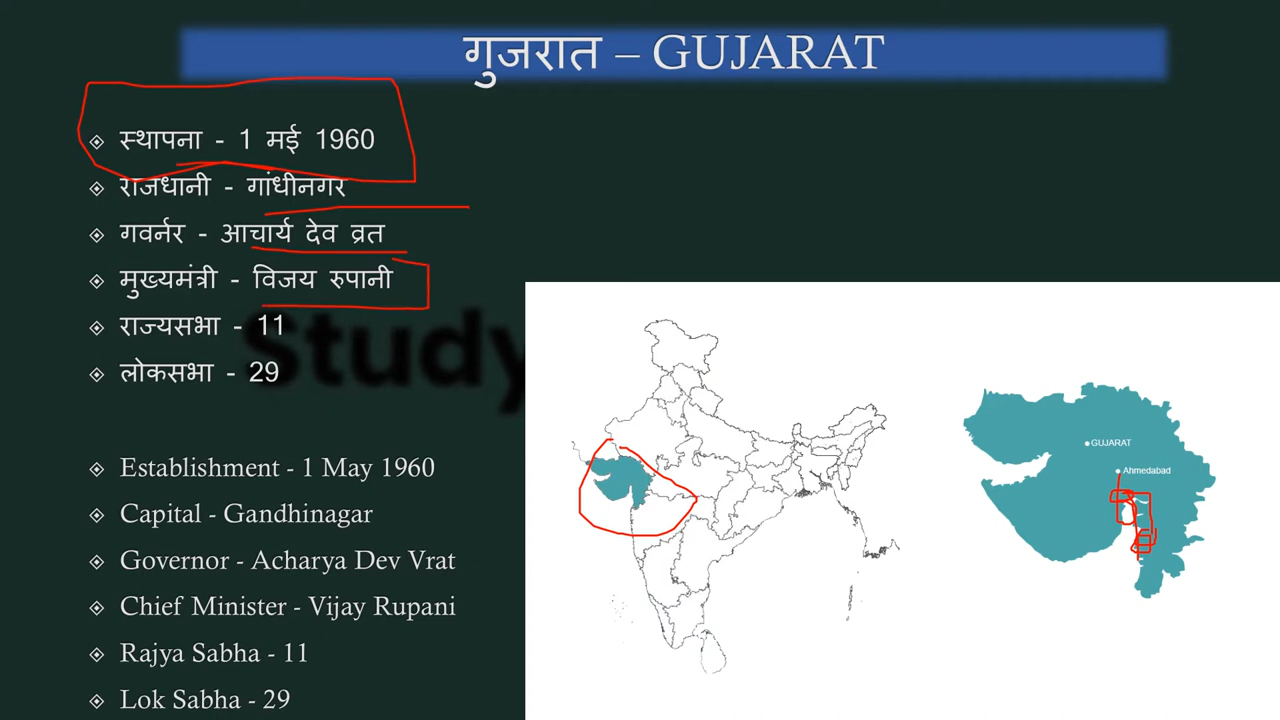 गुजरात – GUJARAT
स्थापना - 1 मई 1960
राजधानी - गांधीनगर
गवर्नर - आचार्य देव व्रत
मुख्यमंत्री - विजय रुपानी
राज्यसभा - 11
लोकसभा - 29
Study
Establishment - 1 May 1960
Capital - Gandhinagar
Governor - Acharya Dev Vrat
Chief Minister - Vijay Rupani
Rajya Sabha - 11
Lok Sabha - 29
GUJARAT
Ahmedabad